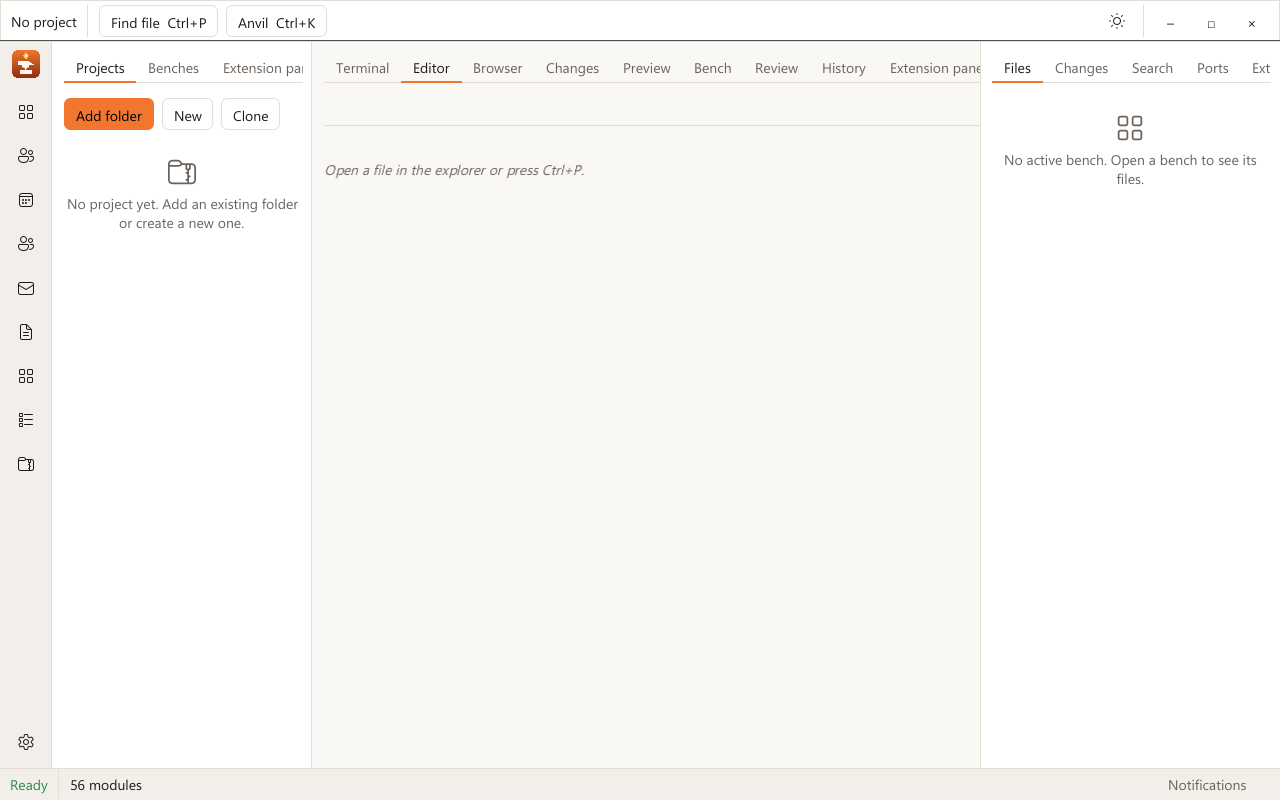 No project
Find file Ctrl+P
Anvil Ctrl+K
Projects
Benches
Extension par
Add folder
New
Clone
No project yet. Add an existing folder
or create a new one.
Terminal
Editor
Browser
Changes
Preview
Bench
Review
History
Extension pane
Open a file in the explorer or press Ctrl+P.
Files
Changes
Search
Ports
Ext
No active bench. Open a bench to see its
files.
Ready
56 modules
Notifications